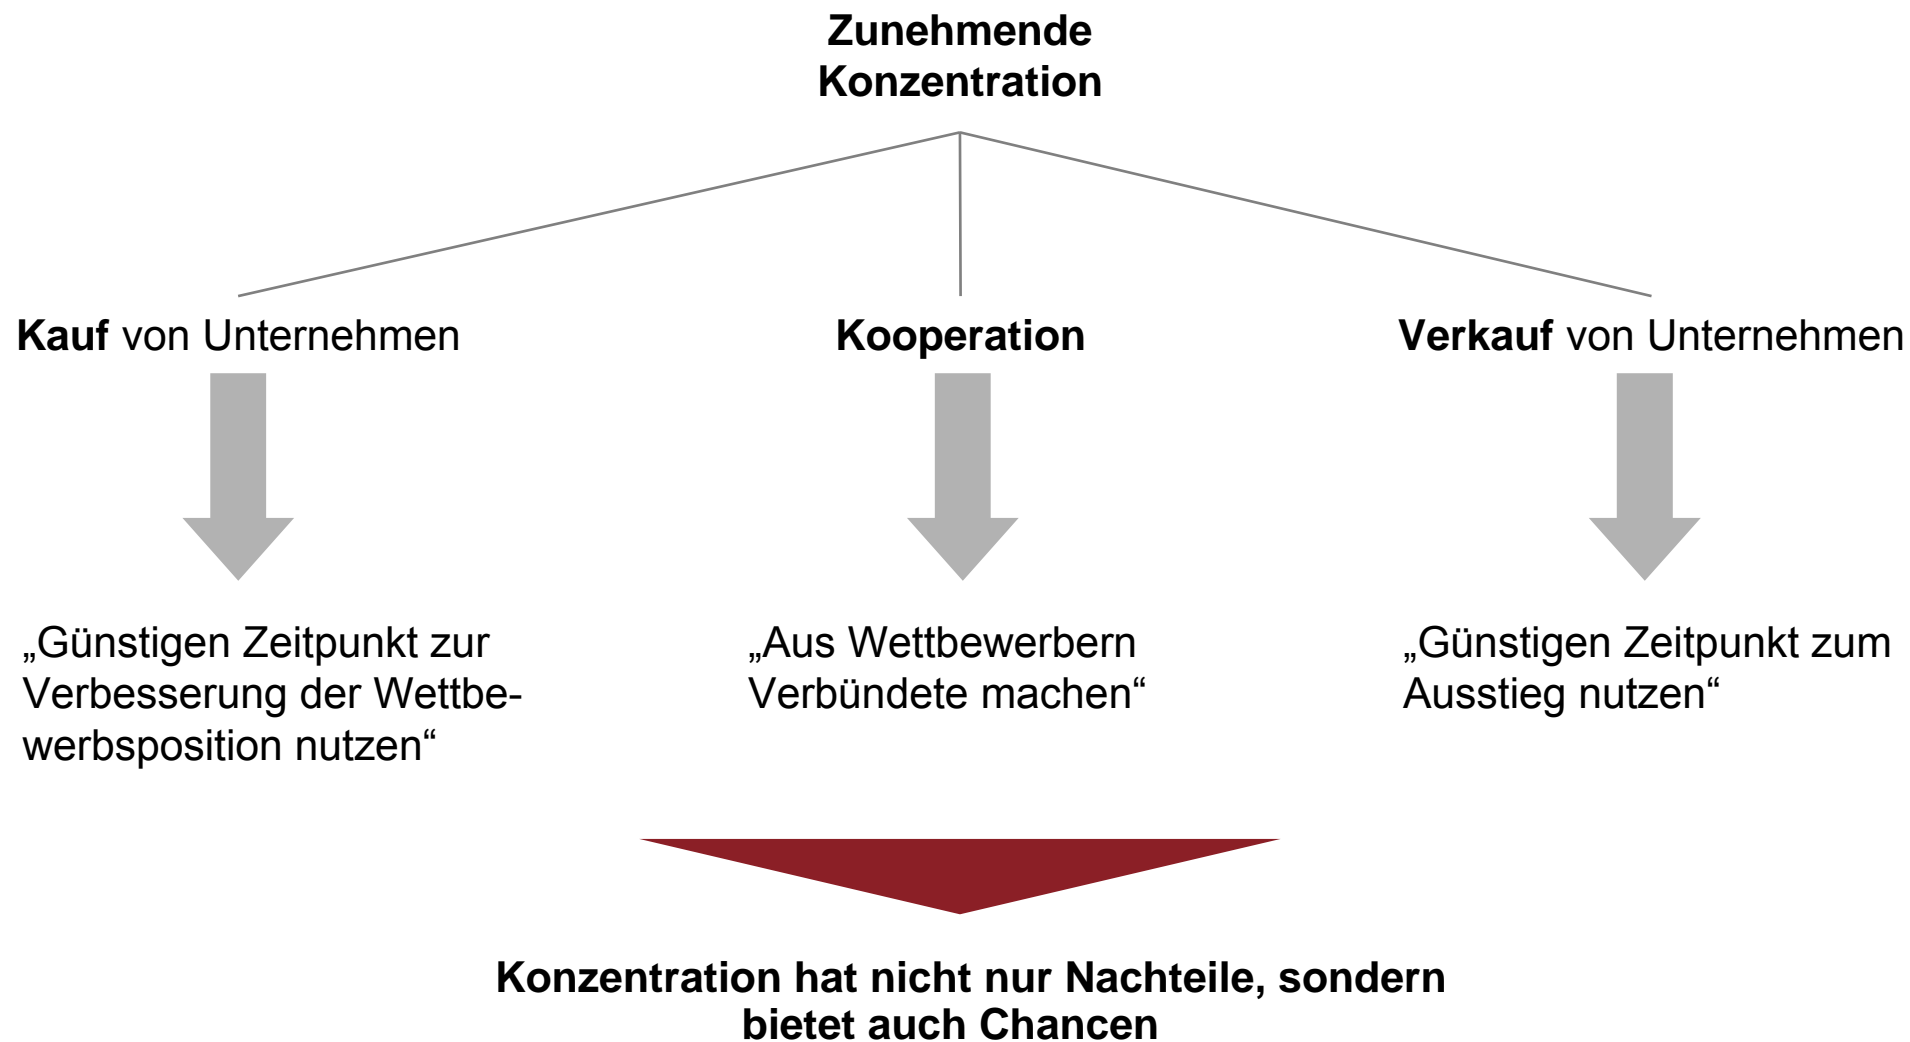 Zunehmende
Konzentration
Kauf von Unternehmen
Kooperation
Verkauf von Unternehmen
„Günstigen Zeitpunkt zur
Verbesserung der Wettbe-
werbsposition nutzen“
„Aus Wettbewerbern
Verbündete machen“
„Günstigen Zeitpunkt zum
Ausstieg nutzen“
Konzentration hat nicht nur Nachteile, sondern
bietet auch Chancen